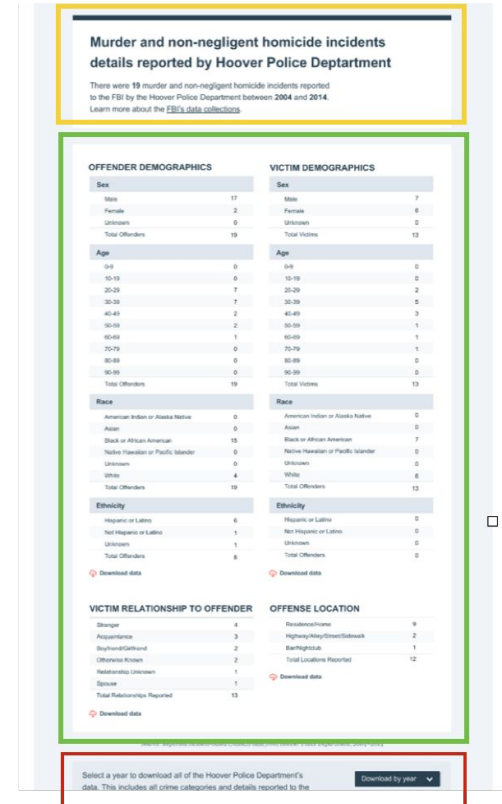 Murder and non-negligent homicide incidents
details reported by Hoover Police Deptartment
There were 19 murder and non-negligent homicide incidents reported
to the FBI by the Hoover Police Department between 2004 and 2014.
Learn more about the FBI's data collections.
OFFENDER DEMOGRAPHICS
Sex
Male 17
Female 2
Unknown 0
Total Offenders 19
Age
0-9 0
10-19 0
20-29 7
30-39 7
40-49 2
50-59 2
60-69 1
70-79 0
80-89 0
90-99 0
Total Offenders 19
Race
American Indian or Alaska Native 0
Asian 0
Black or African American 15
Native Hawaiian or Pacific Islander 0
Unknown 0
White 4
Total Offenders 19
Ethnicity
Hispanic or Latino 6
Not Hispanic or Latino 1
Unknown 1
Total Offenders 8
Download data
VICTIM DEMOGRAPHICS
Sex
Male 7
Female 6
Unknown 0
Total Victims 13
Age
0-9 0
10-19 0
20-29 2
30-39 5
40-49 3
50-59 1
60-69 1
70-79 1
80-89 0
90-99 0
Total Victims 13
Race
American Indian or Alaska Native 0
Asian 0
Black or African American 7
Native Hawaiian or Pacific Islander 0
Unknown 0
White 6
Total Offenders 13
Ethnicity
Hispanic or Latino 0
Not Hispanic or Latino 0
Unknown 0
Total Offenders 0
Download data
VICTIM RELATIONSHIP TO OFFENDER
Stranger 4
Acquaintance 3
Boyfriend/Girlfriend 2
Otherwise Known 2
Relationship Unknown 1
Spouse 1
Total Relationships Reported 13
Download data
OFFENSE LOCATION
Residence/Home 9
Highway/Alley/Street/Sidewalk 2
Bar/Nightclub 1
Total Locations Reported 12
Download data
Select a year to download all of the Hoover Police Department's
data. This includes all crime categories and details reported to the
Download by year